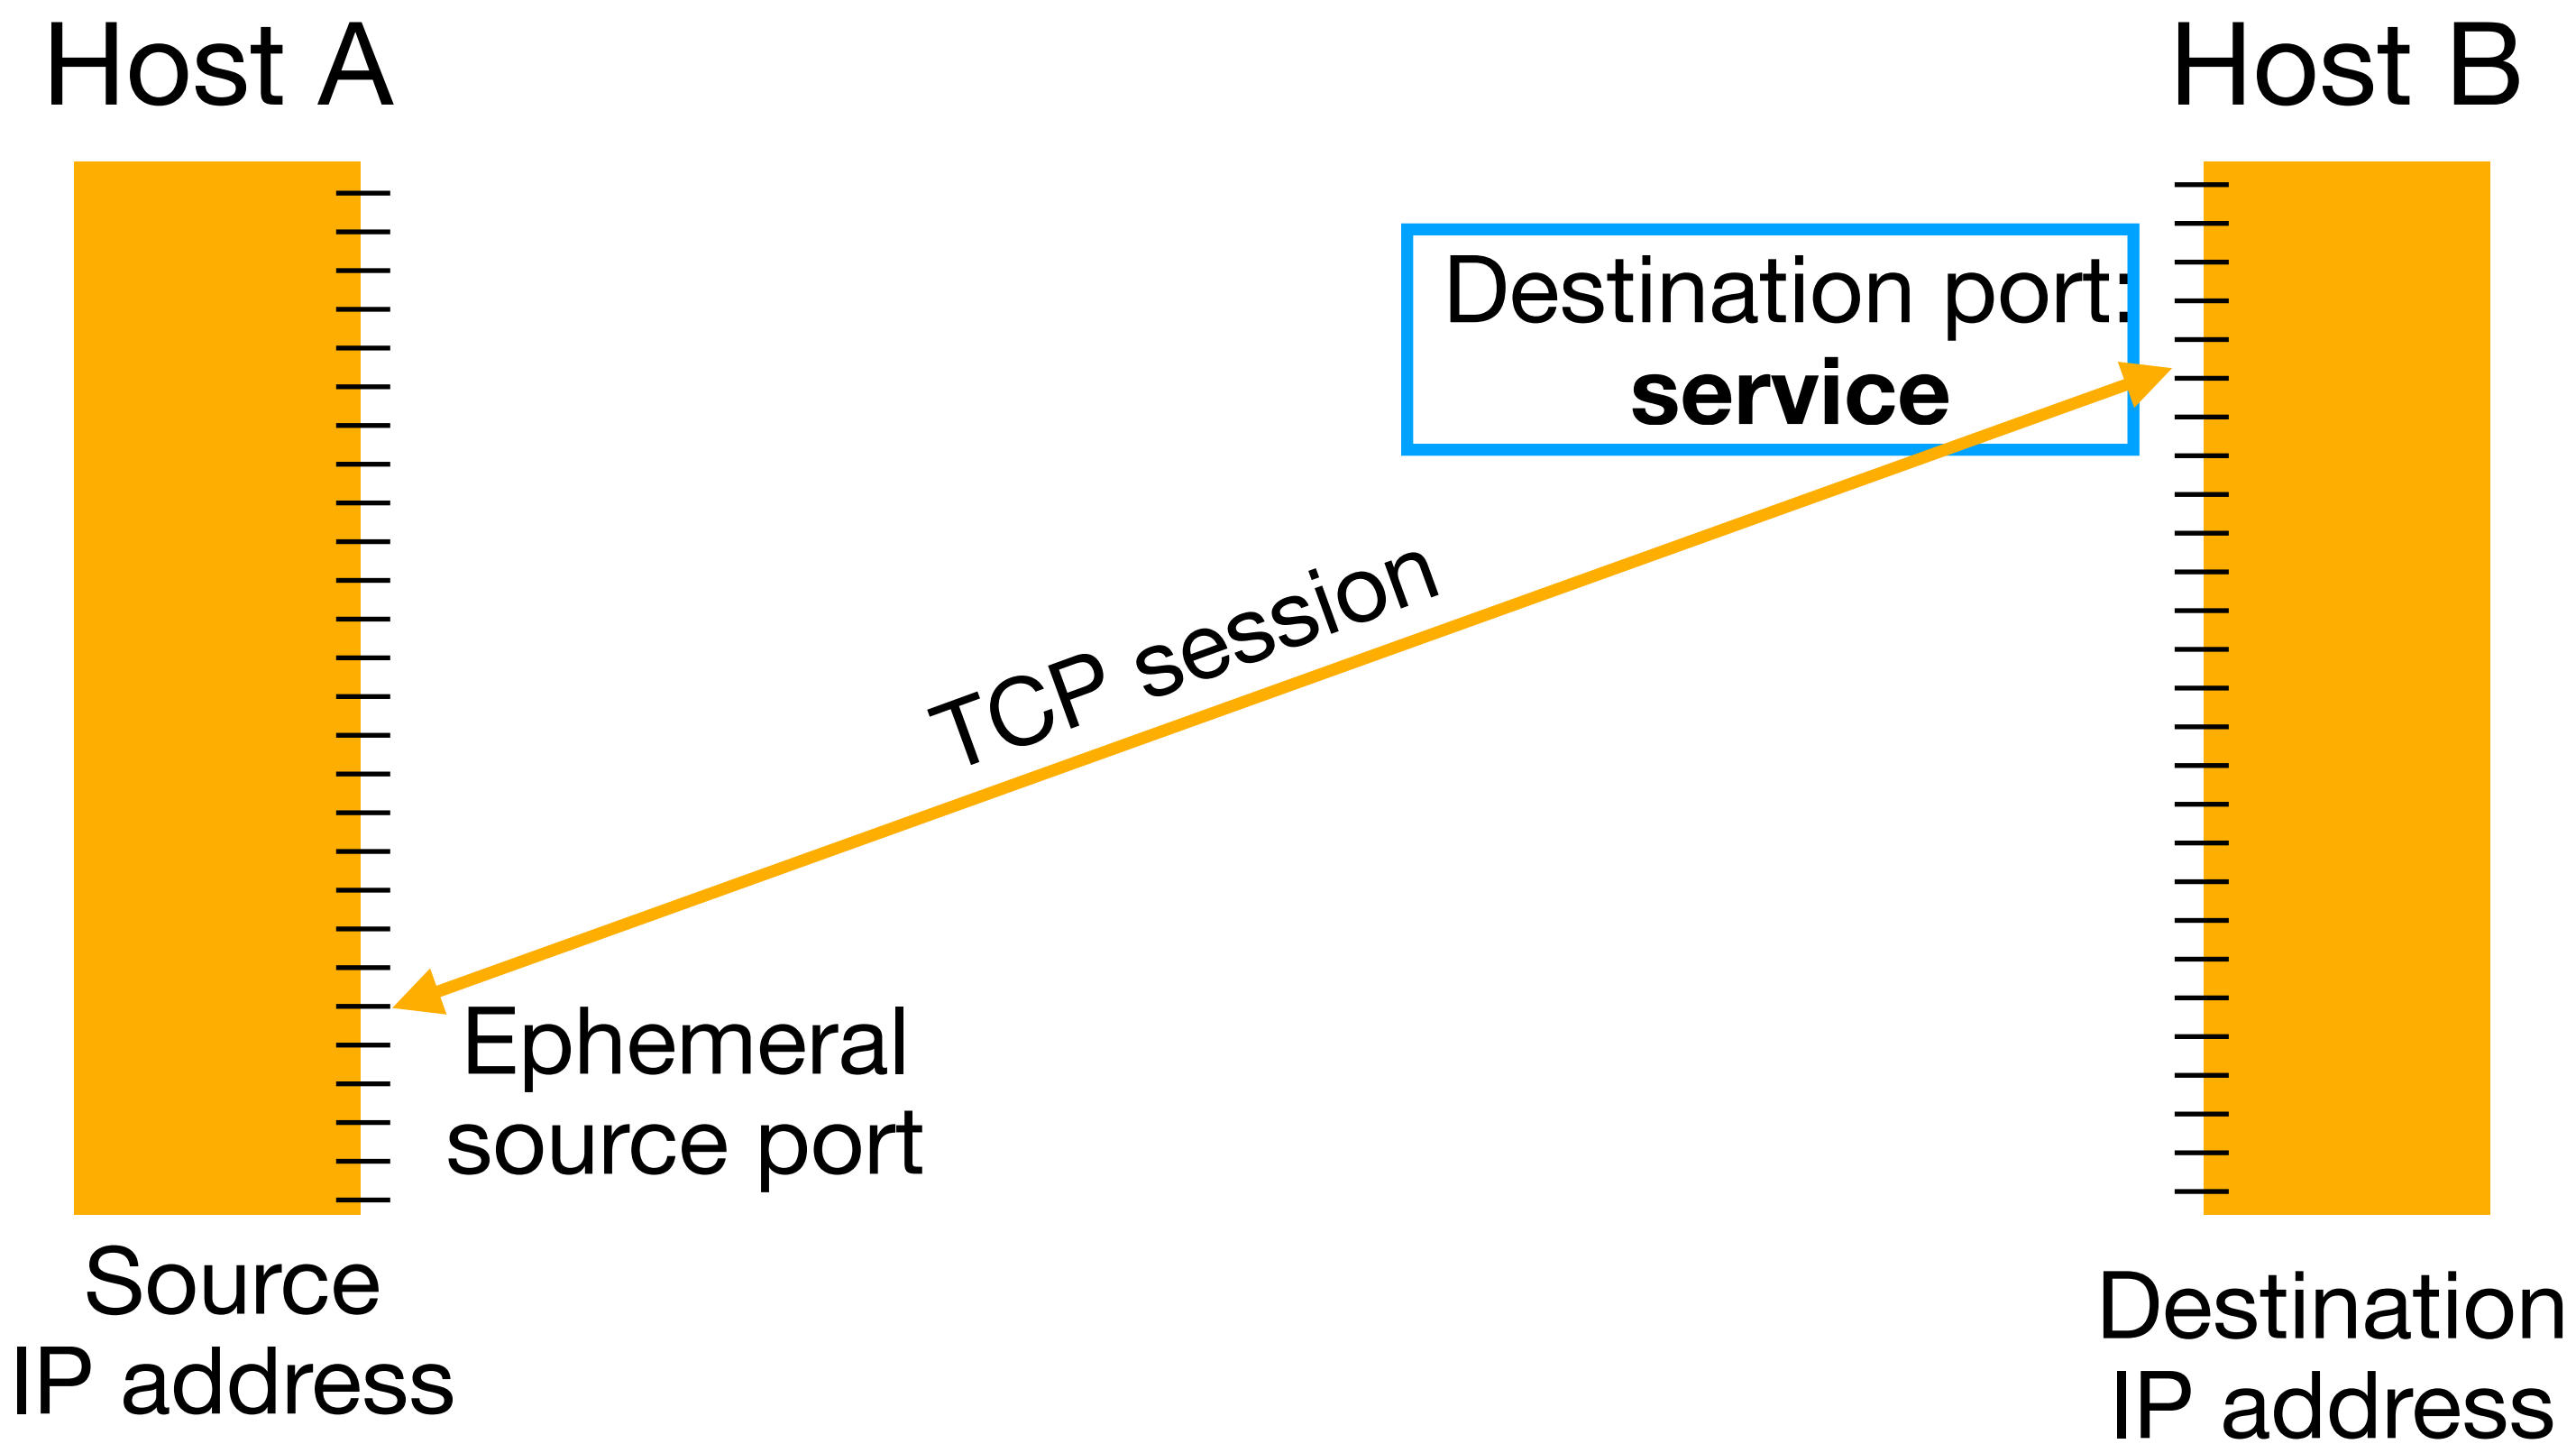 Host A
Host B
Destination port:
service
TCP session
Ephemeral
source port
Source
IP address
Destination
IP address